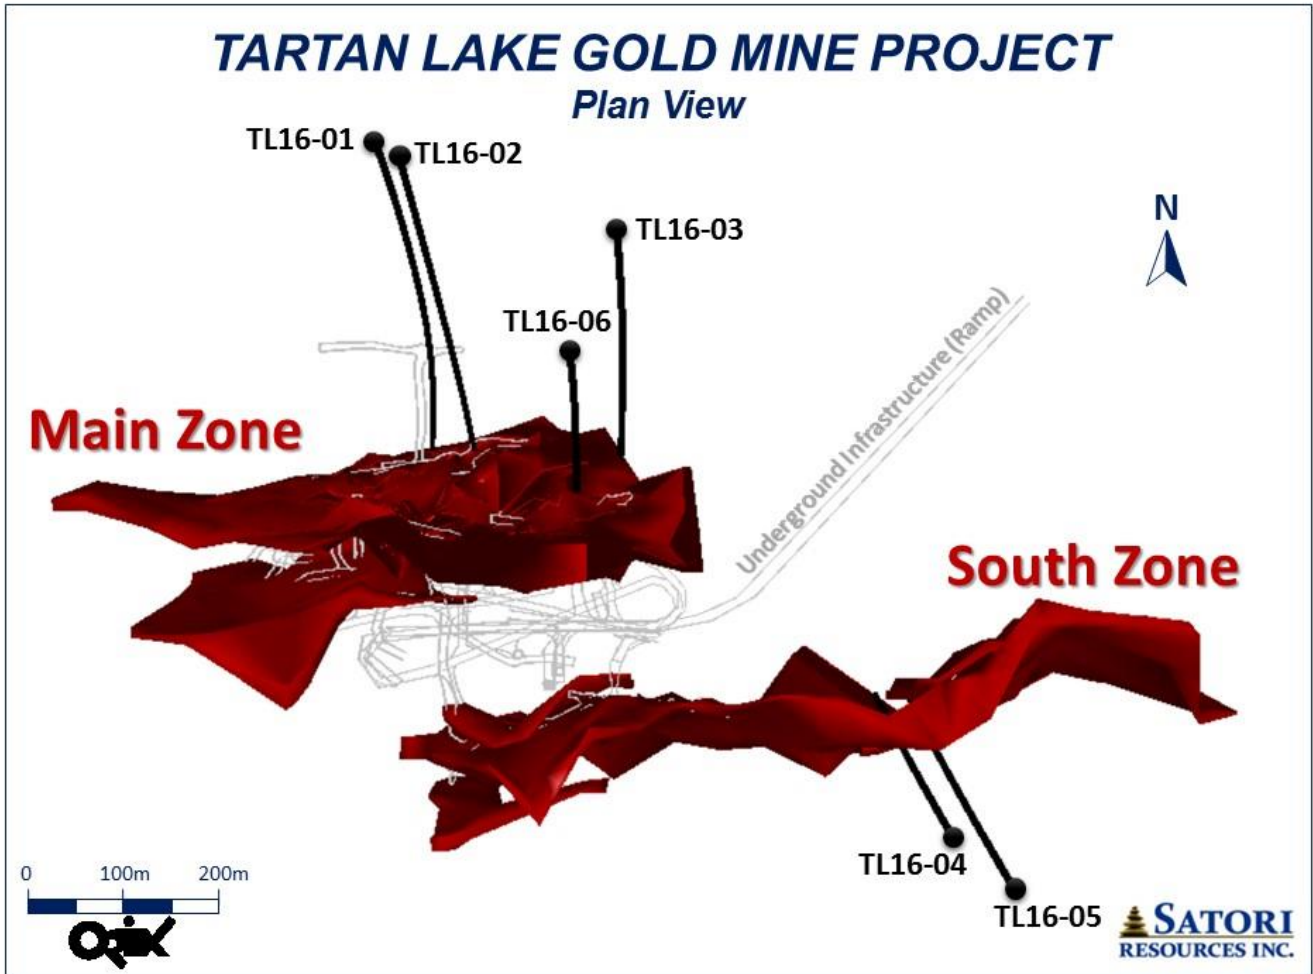 TARTAN LAKE GOLD MINE PROJECT
Plan View
TL16-01
TL16-02
N
TL16-03
TL16-06
Underground Infrastructure (Ramp)
Main Zone
South Zone
TL16-04
TL16-05
0 100m 200m
SATORI
RESOURCES INC.